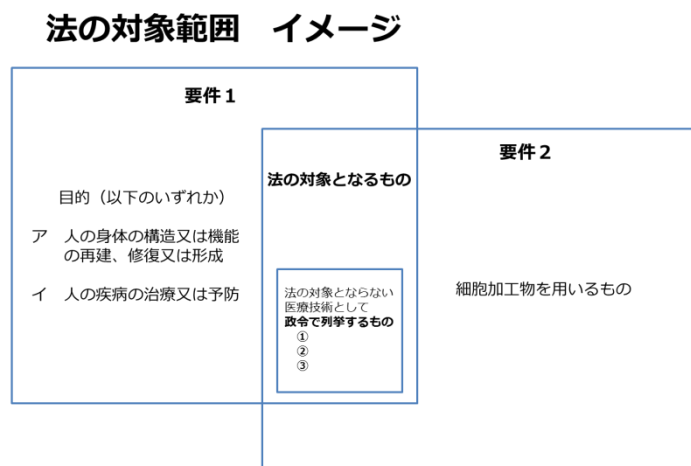 法の対象範囲　イメージ
要件１
目的（以下のいずれか）
ア　人の身体の構造又は機能
の再建、修復又は形成
イ　人の疾病の治療又は予防
法の対象となるもの
法の対象とならない
医療技術として
政令で列挙するもの
①
②
③
要件２
細胞加工物を用いるもの